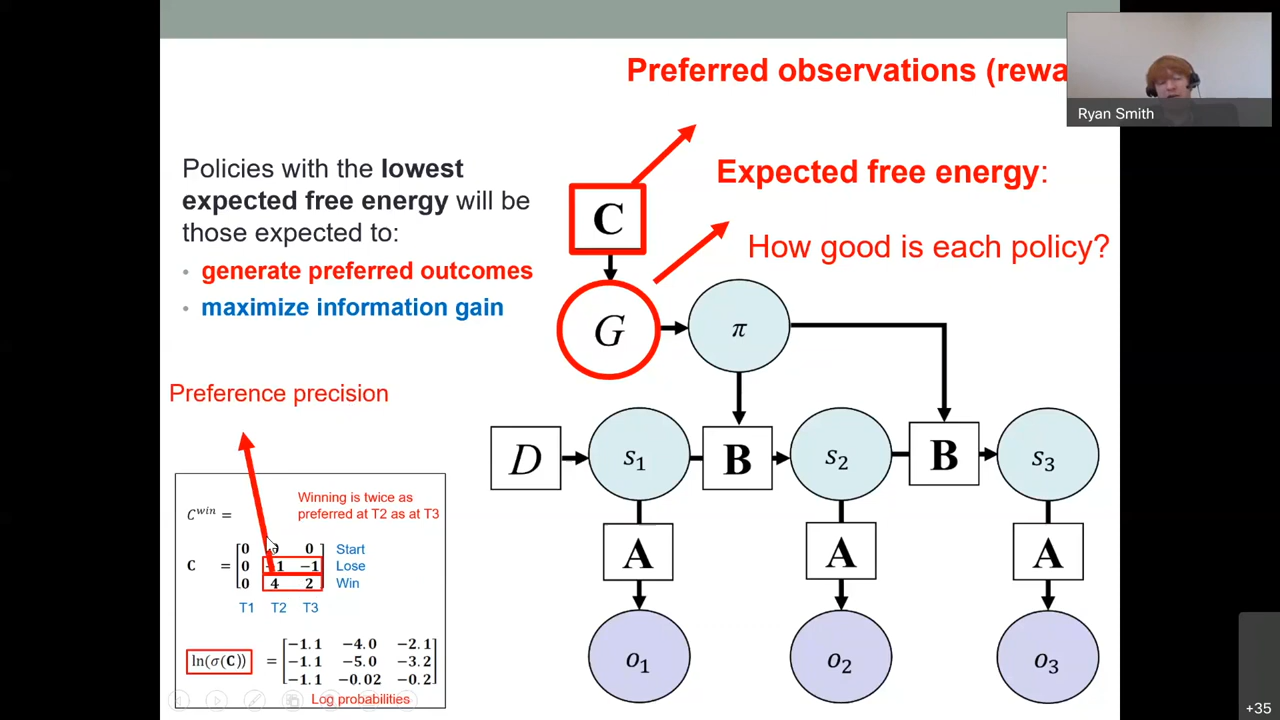 Preferred observations (rewa
Ryan Smith
Policies with the lowest
expected free energy will be
those expected to:
• generate preferred outcomes
• maximize information gain
Expected free energy:
How good is each policy?
C
G
π
Preference precision
D
s₁
B
s₂
B
s₃
A
A
A
o₁
o₂
o₃
Cʷⁱⁿ =
Winning is twice as
preferred at T2 as at T3
C =
0 0 Start
0 1 −1 Lose
0 4 2 Win
T1 T2 T3
ln(σ(C)) =
−1.1 −4.0 −2.1
−1.1 −5.0 −3.2
−1.1 −0.02 −0.2
Log probabilities
+35